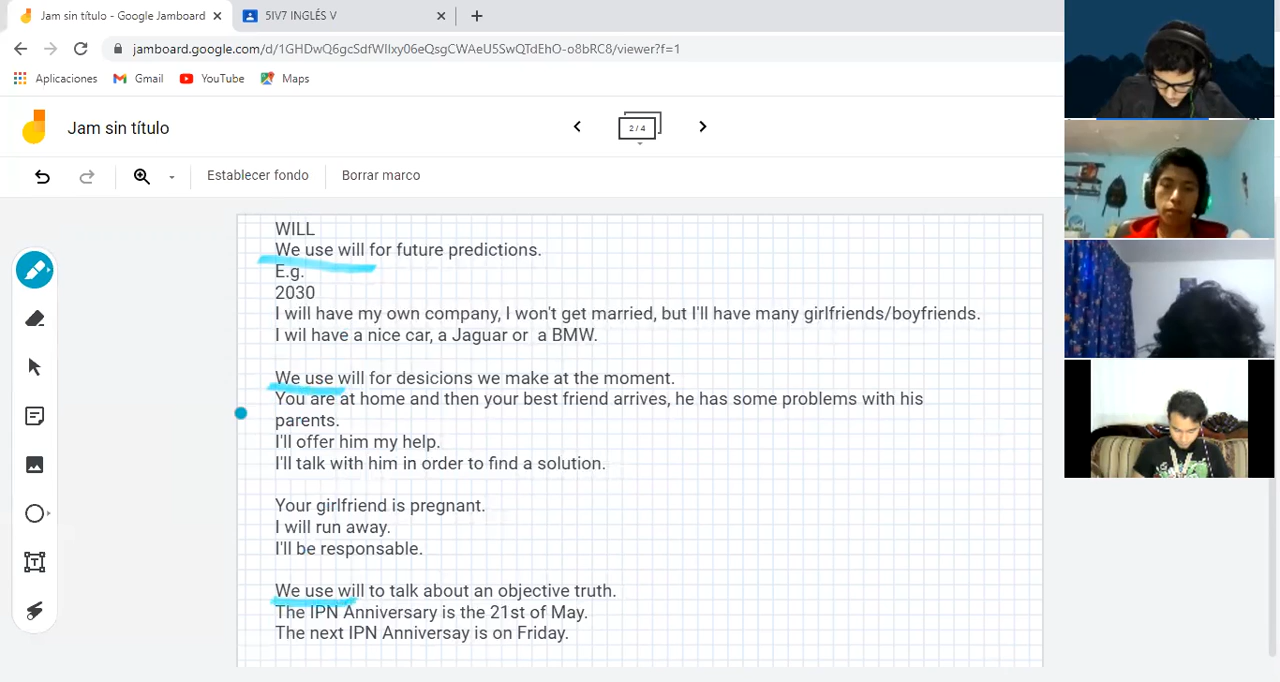 Jam sin título - Google Jamboard
5IV7 INGLÉS V
jamboard.google.com/d/1GHDwQ6gcSdfWIlxy06eQsgCWAeU5SwQTdEhO-o8bRC8/viewer?f=1
Aplicaciones Gmail YouTube Maps
Jam sin título
2 / 4
Establecer fondo Borrar marco
WILL
We use will for future predictions.
E.g.
2030
I will have my own company, I won't get married, but I'll have many girlfriends/boyfriends.
I wil have a nice car, a Jaguar or a BMW.
We use will for desicions we make at the moment.
You are at home and then your best friend arrives, he has some problems with his
parents.
I'll offer him my help.
I'll talk with him in order to find a solution.
Your girlfriend is pregnant.
I will run away.
I'll be responsable.
We use will to talk about an objective truth.
The IPN Anniversary is the 21st of May.
The next IPN Anniversay is on Friday.